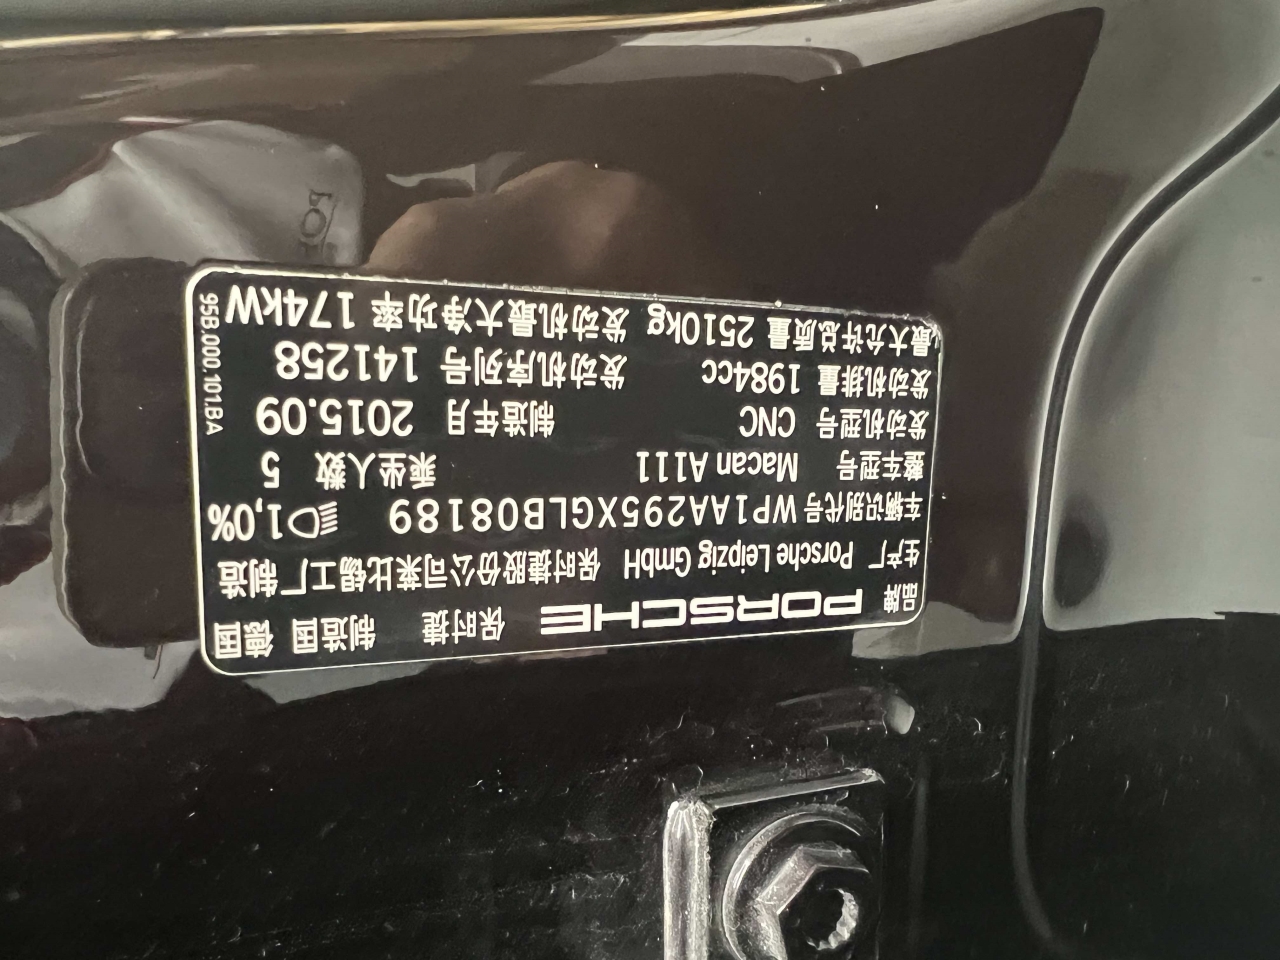 品牌 PORSCHE 保时捷 制造国 德国
生产厂 Porsche Leipzig GmbH 保时捷股份公司莱比锡工厂制造
车辆识别代号 WP1AA295XGLB08189 1,0%
整车型号 Macan A111 乘坐人数 5
发动机型号 CNC 制造年月 2015.09
发动机排量 1984cc 发动机序列号 141258
最大允许总质量 2510kg 发动机最大净功率 174kW
95B.000.101.BA